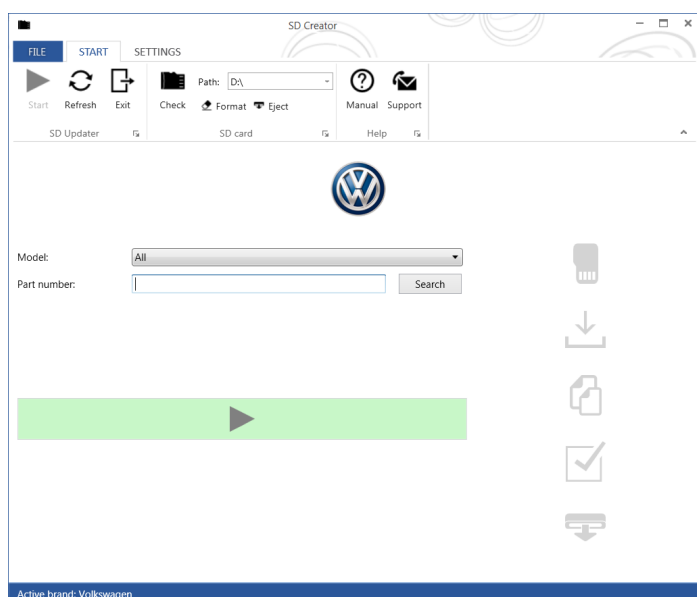 SD Creator
FILE START SETTINGS
Path: D:\
Start Refresh Exit Check Format Eject Manual Support
SD Updater SD card Help
Model: All
Part number: Search
Active brand: Volkswagen